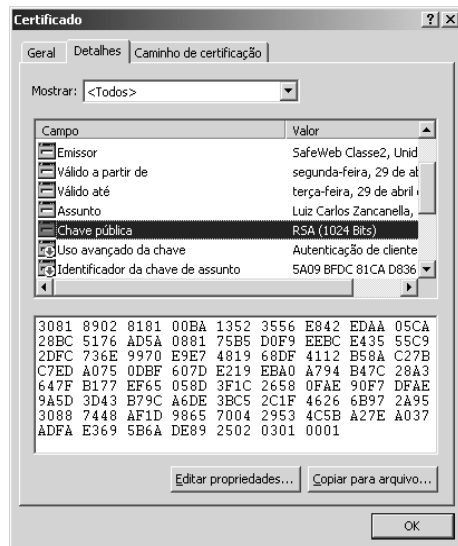 Certificado
Geral Detalhes Caminho de certificação
Mostrar: <Todos>
Campo Valor
Emissor SafeWeb Classe2, Unid
Válido a partir de segunda-feira, 29 de ab
Válido até terça-feira, 29 de abril
Assunto Luiz Carlos Zancanella,
Chave pública RSA (1024 Bits)
Uso avançado da chave Autenticação de cliente
Identificador da chave de assunto 5A09 BFDC 81CA D836
3081 8902 8181 00BA 1352 3556 E842 EDAA 05CA
28BC 5176 AD5A 0881 75B5 D0F9 EEBC E435 55C9
2DFC 736E 9970 E9E7 4819 68DF 4112 B58A C27B
C7ED A075 0DBF 607D E219 EBA0 A794 B47C 28A3
647F B177 EF65 058D 3F1C 2658 0FAE 90F7 DFAE
9A5D 3D43 B79C A6DE 3BC5 2C1F 4626 6B97 2A95
3088 7448 AF1D 9865 7004 2953 4C5B A27E A037
ADFA E369 5B6A DE89 2502 0301 0001
Editar propriedades... Copiar para arquivo...
OK